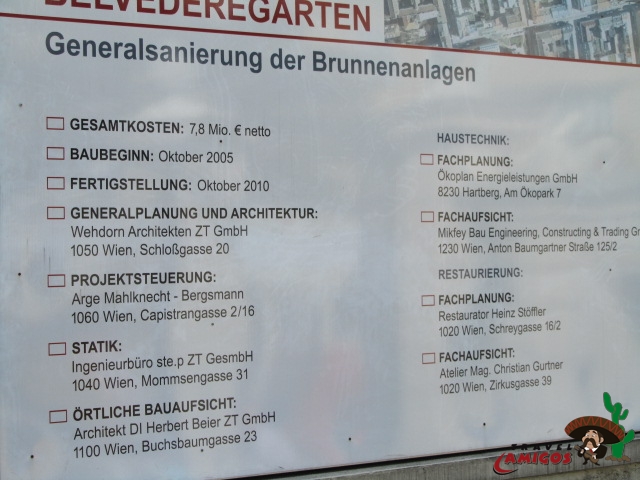 BELVEDEREGARTEN
Generalsanierung der Brunnenanlagen
GESAMTKOSTEN: 7,8 Mio. € netto
BAUBEGINN: Oktober 2005
FERTIGSTELLUNG: Oktober 2010
GENERALPLANUNG UND ARCHITEKTUR:
Wehdorn Architekten ZT GmbH
1050 Wien, Schloßgasse 20
PROJEKTSTEUERUNG:
Arge Mahlknecht - Bergsmann
1060 Wien, Capistrangasse 2/16
STATIK:
Ingenieurbüro ste.p ZT GesmbH
1040 Wien, Mommsengasse 31
ÖRTLICHE BAUAUFSICHT:
Architekt DI Herbert Beier ZT GmbH
1100 Wien, Buchsbaumgasse 23
HAUSTECHNIK:
FACHPLANUNG:
Ökoplan Energieleistungen GmbH
8230 Hartberg, Am Ökopark 7
FACHAUFSICHT:
Mikfey Bau Engineering, Constructing & Trading Gr
1230 Wien, Anton Baumgartner Straße 125/2
RESTAURIERUNG:
FACHPLANUNG:
Restaurator Heinz Stöffler
1020 Wien, Schreygasse 16/2
FACHAUFSICHT:
Atelier Mag. Christian Gurtner
1020 Wien, Zirkusgasse 39
TRAVEL
AMIGOS